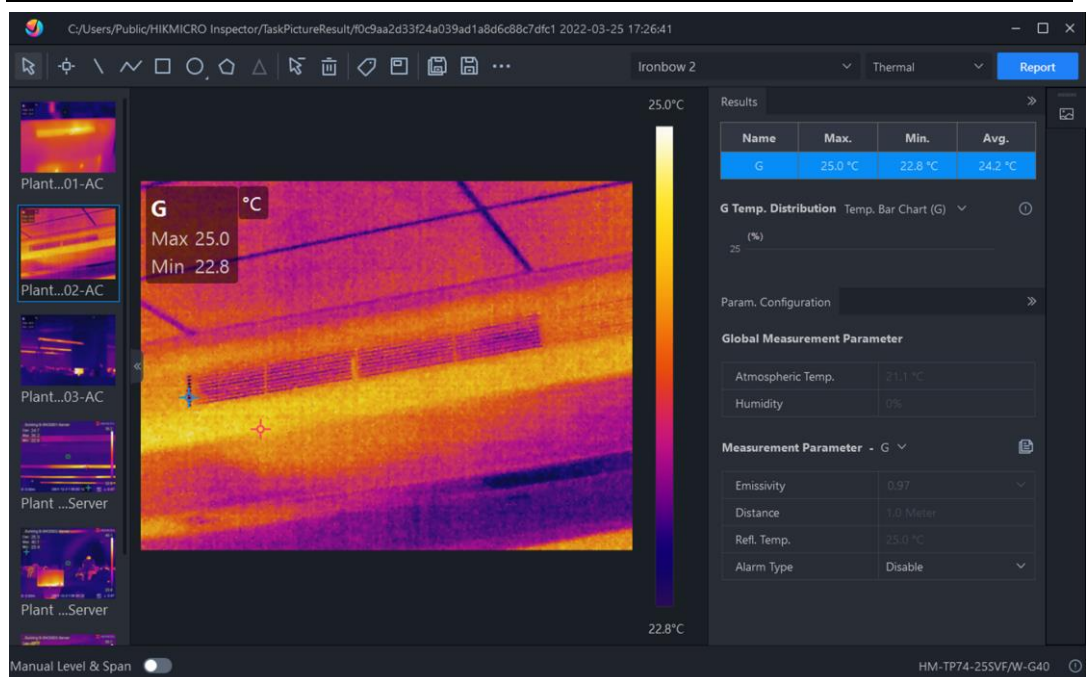 C:/Users/Public/HIKMICRO Inspector/TaskPictureResult/f0c9aa2d33f24a039ad1a8d6c88c7dfc1 2022-03-25 17:26:41
Ironbow 2
Thermal
Report
Plant...01-AC
Plant...02-AC
Plant...03-AC
Plant ...Server
Plant ...Server
25.0°C
G
°C
Max 25.0
Min 22.8
22.8°C
Results
Name Max. Min. Avg.
G 25.0 °C 22.8 °C 24.2 °C
G Temp. Distribution Temp. Bar Chart (G)
(%)
25
Param. Configuration
Global Measurement Parameter
Atmospheric Temp. 21.1 °C
Humidity 0%
Measurement Parameter - G
Emissivity 0.97
Distance 1.0 Meter
Refl. Temp. 25.0 °C
Alarm Type Disable
Manual Level & Span
HM-TP74-25SVF/W-G40